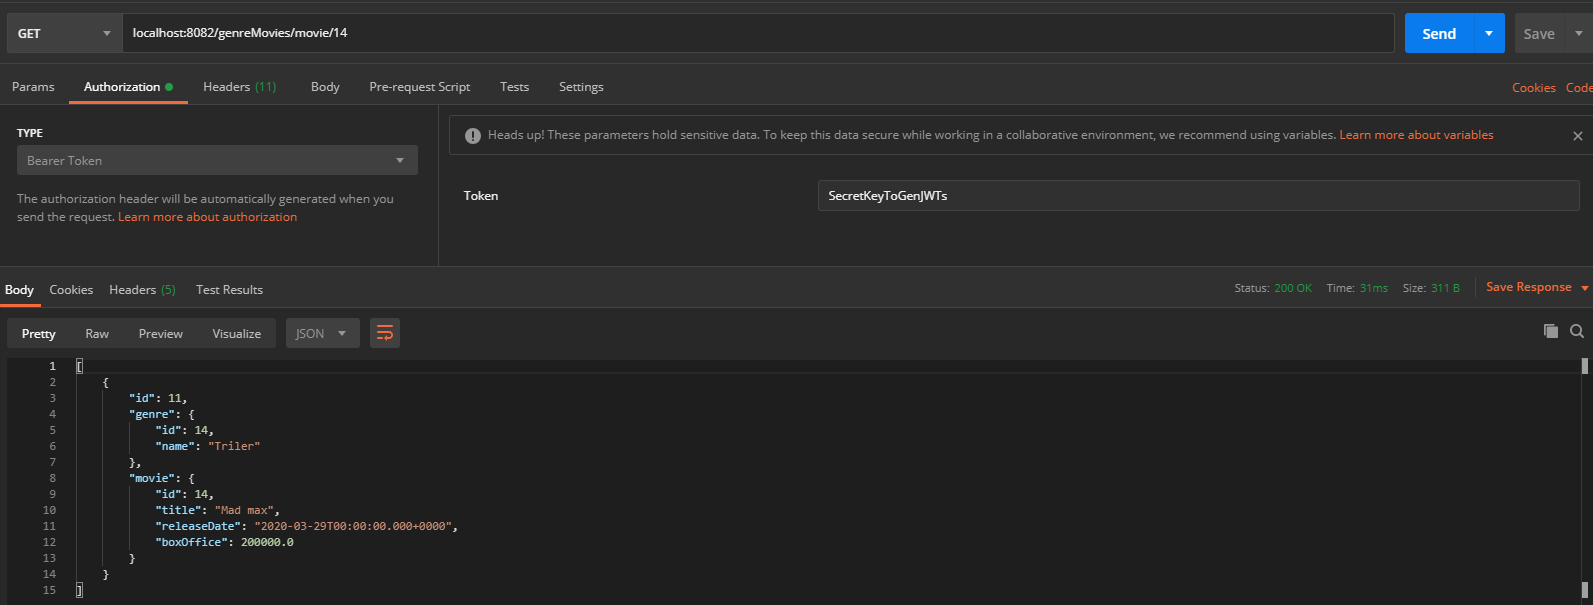 GET localhost:8082/genreMovies/movie/14 Send Save
Params Authorization Headers (11) Body Pre-request Script Tests Settings Cookies Code
TYPE
Bearer Token
The authorization header will be automatically generated when you
send the request. Learn more about authorization
Heads up! These parameters hold sensitive data. To keep this data secure while working in a collaborative environment, we recommend using variables. Learn more about variables
Token SecretKeyToGenJWTs
Body Cookies Headers (5) Test Results Status: 200 OK Time: 31ms Size: 311 B Save Response
Pretty Raw Preview Visualize JSON
1 [
2 {
3 "id": 11,
4 "genre": {
5 "id": 14,
6 "name": "Triler"
7 },
8 "movie": {
9 "id": 14,
10 "title": "Mad max",
11 "releaseDate": "2020-03-29T00:00:00.000+0000",
12 "boxOffice": 200000.0
13 }
14 }
15 ]